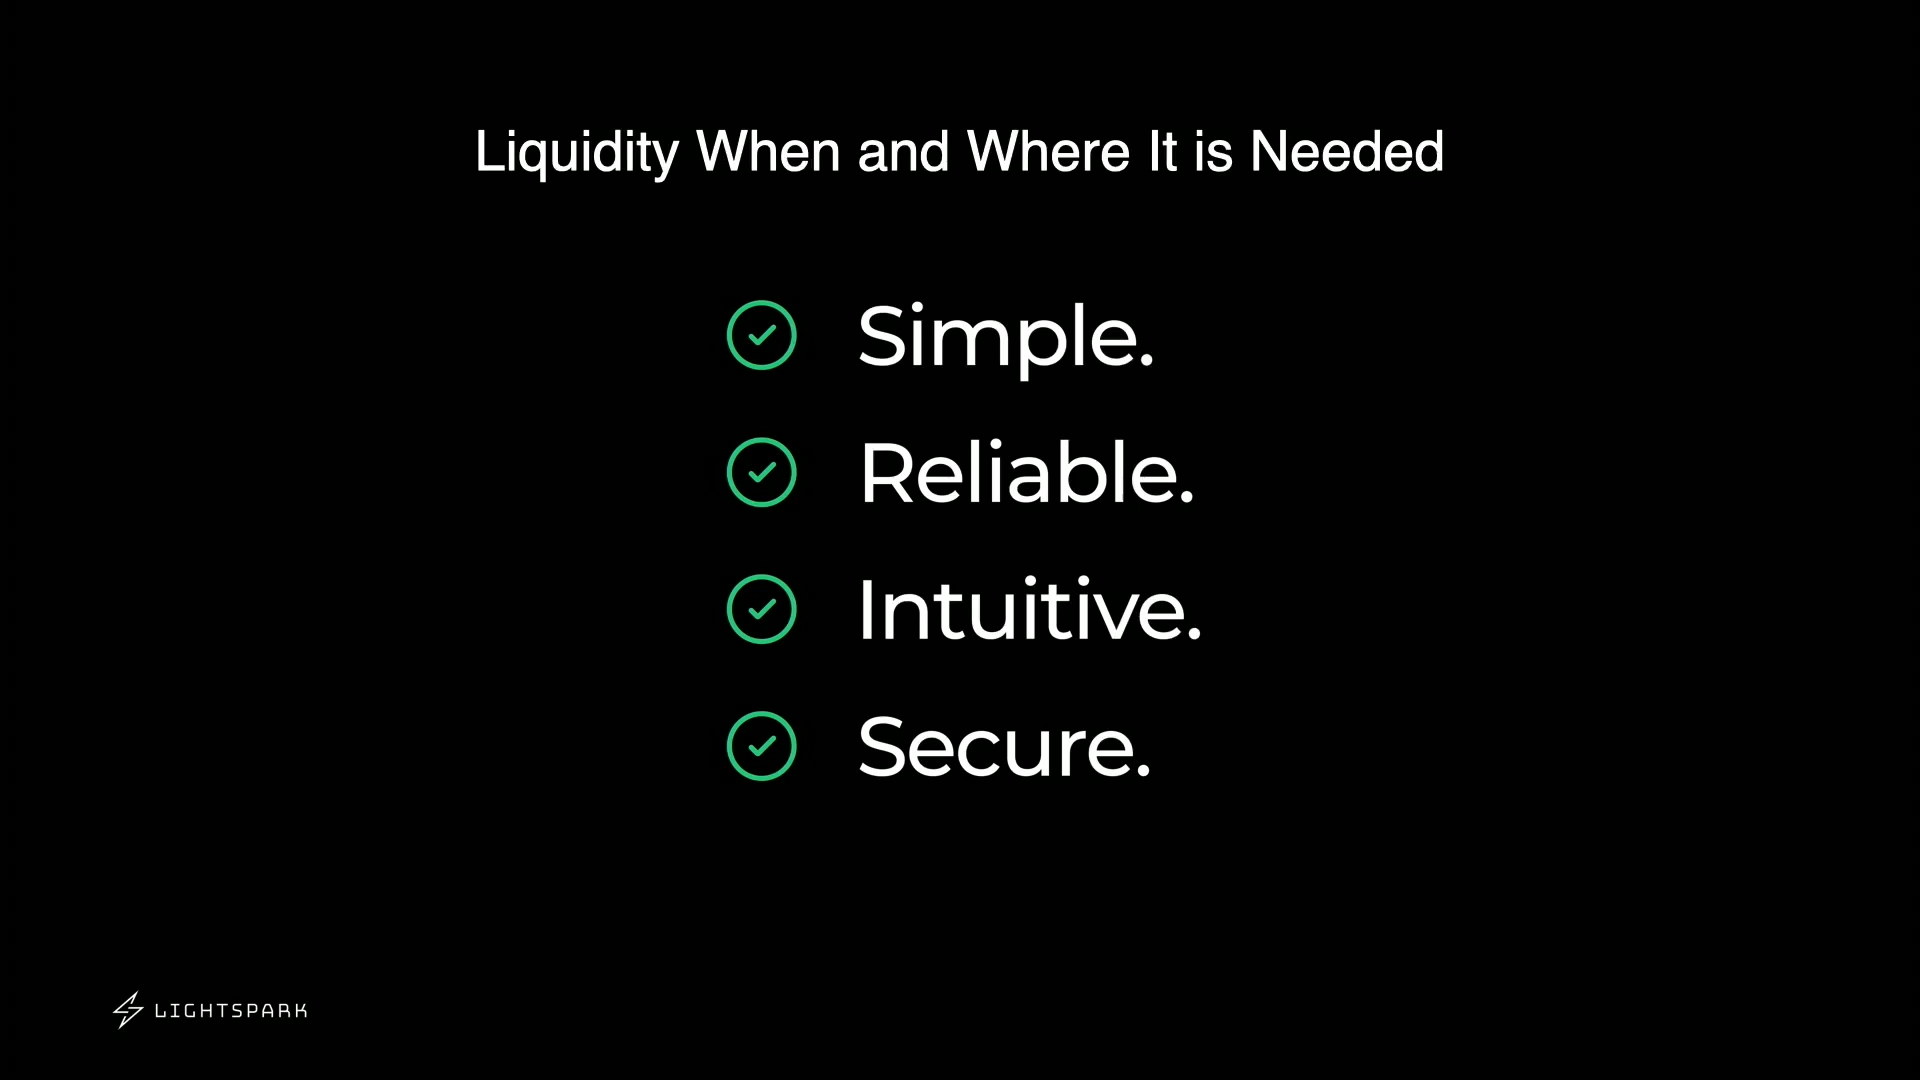 Liquidity When and Where It is Needed
Simple.
Reliable.
Intuitive.
Secure.
LIGHTSPARK